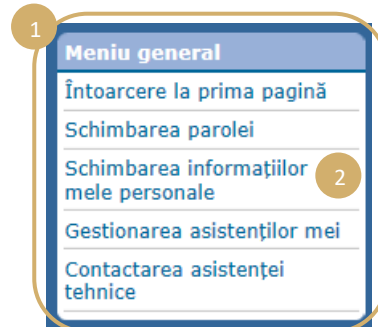 1
Meniu general
Întoarcere la prima pagină
Schimbarea parolei
Schimbarea informațiilor
mele personale
2
Gestionarea asistenților mei
Contactarea asistenței
tehnice